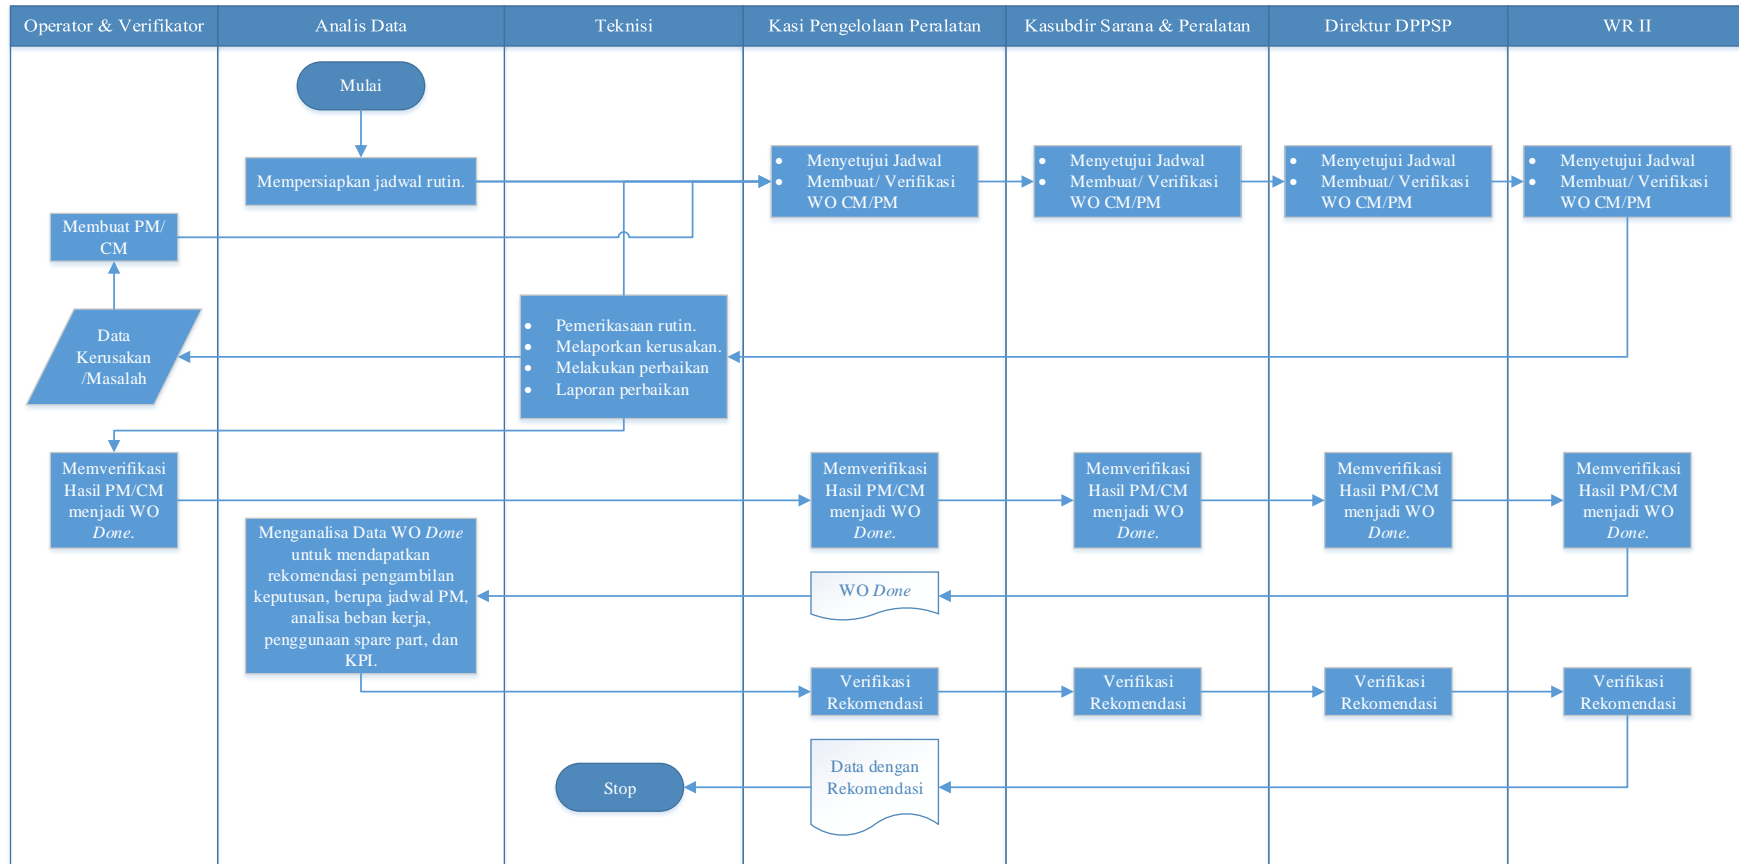 Operator & Verifikator
Analis Data
Teknisi
Kasi Pengelolaan Peralatan
Kasubdir Sarana & Peralatan
Direktur DPPSP
WR II
Mulai
Mempersiapkan jadwal rutin.
• Menyetujui Jadwal
• Membuat/ Verifikasi
WO CM/PM
• Menyetujui Jadwal
• Membuat/ Verifikasi
WO CM/PM
• Menyetujui Jadwal
• Membuat/ Verifikasi
WO CM/PM
• Menyetujui Jadwal
• Membuat/ Verifikasi
WO CM/PM
Membuat PM/
CM
Data
Kerusakan
/Masalah
• Pemerikasaan rutin.
• Melaporkan kerusakan.
• Melakukan perbaikan
• Laporan perbaikan
Memverifikasi
Hasil PM/CM
menjadi WO
Done.
Memverifikasi
Hasil PM/CM
menjadi WO
Done.
Memverifikasi
Hasil PM/CM
menjadi WO
Done.
Memverifikasi
Hasil PM/CM
menjadi WO
Done.
Memverifikasi
Hasil PM/CM
menjadi WO
Done.
Menganalisa Data WO Done
untuk mendapatkan
rekomendasi pengambilan
keputusan, berupa jadwal PM,
analisa beban kerja,
penggunaan spare part, dan
KPI.
WO Done
Verifikasi
Rekomendasi
Verifikasi
Rekomendasi
Verifikasi
Rekomendasi
Verifikasi
Rekomendasi
Stop
Data dengan
Rekomendasi